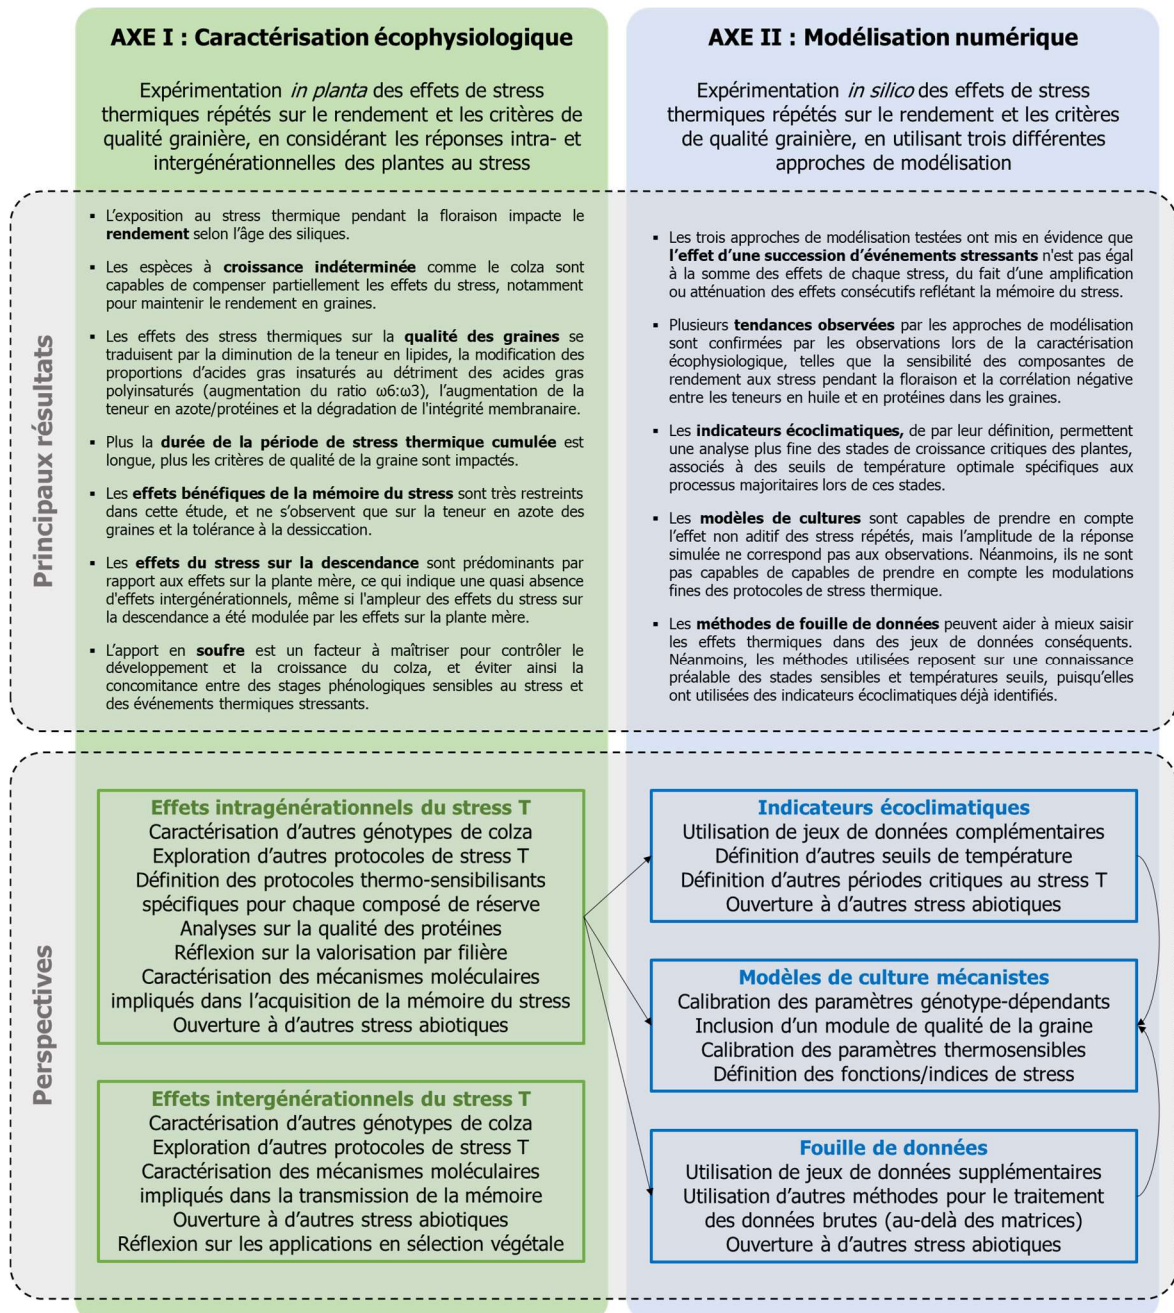 AXE I : Caractérisation écophysiologique
Expérimentation in planta des effets de stress
thermiques répétés sur le rendement et les critères de
qualité grainière, en considérant les réponses intra- et
intergénérationnelles des plantes au stress
AXE II : Modélisation numérique
Expérimentation in silico des effets de stress
thermiques répétés sur le rendement et les critères
de qualité grainière, en utilisant trois différentes
approches de modélisation
Principaux résultats
▪ L'exposition au stress thermique pendant la floraison impacte le
rendement selon l'âge des siliques.
▪ Les espèces à croissance indéterminée comme le colza sont
capables de compenser partiellement les effets du stress, notamment
pour maintenir le rendement en graines.
▪ Les effets des stress thermiques sur la qualité des graines se
traduisent par la diminution de la teneur en lipides, la modification des
proportions d'acides gras insaturés au détriment des acides gras
polyinsaturés (augmentation du ratio ω6:ω3), l'augmentation de la
teneur en azote/protéines et la dégradation de l'intégrité membranaire.
▪ Plus la durée de la période de stress thermique cumulée est
longue, plus les critères de qualité de la graine sont impactés.
▪ Les effets bénéfiques de la mémoire du stress sont très restreints
dans cette étude, et ne s'observent que sur la teneur en azote des
graines et la tolérance à la dessiccation.
▪ Les effets du stress sur la descendance sont prédominants par
rapport aux effets sur la plante mère, ce qui indique une quasi absence
d'effets intergénérationnels, même si l'ampleur des effets du stress sur
la descendance a été modulée par les effets sur la plante mère.
▪ L'apport en soufre est un facteur à maîtriser pour contrôler le
développement et la croissance du colza, et éviter ainsi la
concomitance entre des stages phénologiques sensibles au stress et
des événements thermiques stressants.
▪ Les trois approches de modélisation testées ont mis en évidence que
l'effet d'une succession d'événements stressants n'est pas égal
à la somme des effets de chaque stress, du fait d'une amplification
ou atténuation des effets consécutifs reflétant la mémoire du stress.
▪ Plusieurs tendances observées par les approches de modélisation
sont confirmées par les observations lors de la caractérisation
écophysiologique, telles que la sensibilité des composantes de
rendement aux stress pendant la floraison et la corrélation négative
entre les teneurs en huile et en protéines dans les graines.
▪ Les indicateurs écoclimatiques, de par leur définition, permettent
une analyse plus fine des stades de croissance critiques des plantes,
associés à des seuils de température optimale spécifiques aux
processus majoritaires lors de ces stades.
▪ Les modèles de cultures sont capables de prendre en compte
l'effet non aditif des stress répétés, mais l'amplitude de la réponse
simulée ne correspond pas aux observations. Néanmoins, ils ne sont
pas capables de capables de prendre en compte les modulations
fines des protocoles de stress thermique.
▪ Les méthodes de fouille de données peuvent aider à mieux saisir
les effets thermiques dans des jeux de données conséquents.
Néanmoins, les méthodes utilisées reposent sur une connaissance
préalable des stades sensibles et températures seuils, puisqu'elles
ont utilisées des indicateurs écoclimatiques déjà identifiés.
Perspectives
Effets intragénérationnels du stress T
Caractérisation d'autres génotypes de colza
Exploration d'autres protocoles de stress T
Définition des protocoles thermo-sensibilisants
spécifiques pour chaque composé de réserve
Analyses sur la qualité des protéines
Réflexion sur la valorisation par filière
Caractérisation des mécanismes moléculaires
impliqués dans l'acquisition de la mémoire du stress
Ouverture à d'autres stress abiotiques
Effets intergénérationnels du stress T
Caractérisation d'autres génotypes de colza
Exploration d'autres protocoles de stress T
Caractérisation des mécanismes moléculaires
impliqués dans la transmission de la mémoire
Ouverture à d'autres stress abiotiques
Réflexion sur les applications en sélection végétale
Indicateurs écoclimatiques
Utilisation de jeux de données complémentaires
Définition d'autres seuils de température
Définition d'autres périodes critiques au stress T
Ouverture à d'autres stress abiotiques
Modèles de culture mécanistes
Calibration des paramètres génotype-dépendants
Inclusion d'un module de qualité de la graine
Calibration des paramètres thermosensibles
Définition des fonctions/indices de stress
Fouille de données
Utilisation de jeux de données supplémentaires
Utilisation d'autres méthodes pour le traitement
des données brutes (au-delà des matrices)
Ouverture à d'autres stress abiotiques